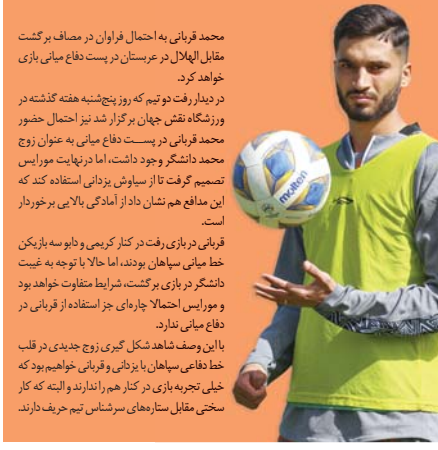 محمد قربانی به احتمال فراوان در مصاف برگشت
مقابل الهلال در عربستان در پست دفاع میانی بازی
خواهد کرد.
در دیدار رفت دو تیم که روز پنج‌شنبه هفته گذشته در
ورزشگاه نقش جهان برگزار شد نیز احتمال حضور
محمد قربانی در پست دفاع میانی به عنوان زوج
محمد دانشگر وجود داشت، اما در نهایت مورایس
تصمیم گرفت تا از سیاوش یزدانی استفاده کند که
این مدافع هم نشان داد از آمادگی بالایی برخوردار
است.
قربانی در بازی رفت در کنار کریمی و دابو سه بازیکن
خط میانی سپاهان بودند، اما حالا با توجه به غیبت
دانشگر در بازی برگشت، شرایط متفاوت خواهد بود
و مورایس احتمالا چاره‌ای جز استفاده از قربانی در
دفاع میانی ندارد.
با این وصف شاهد شکل گیری زوج جدیدی در قلب
خط دفاعی سپاهان با یزدانی و قربانی خواهیم بود که
خیلی تجربه بازی در کنار هم را ندارند و البته که کار
سختی مقابل ستاره‌های سرشناس تیم حریف دارند.
molten